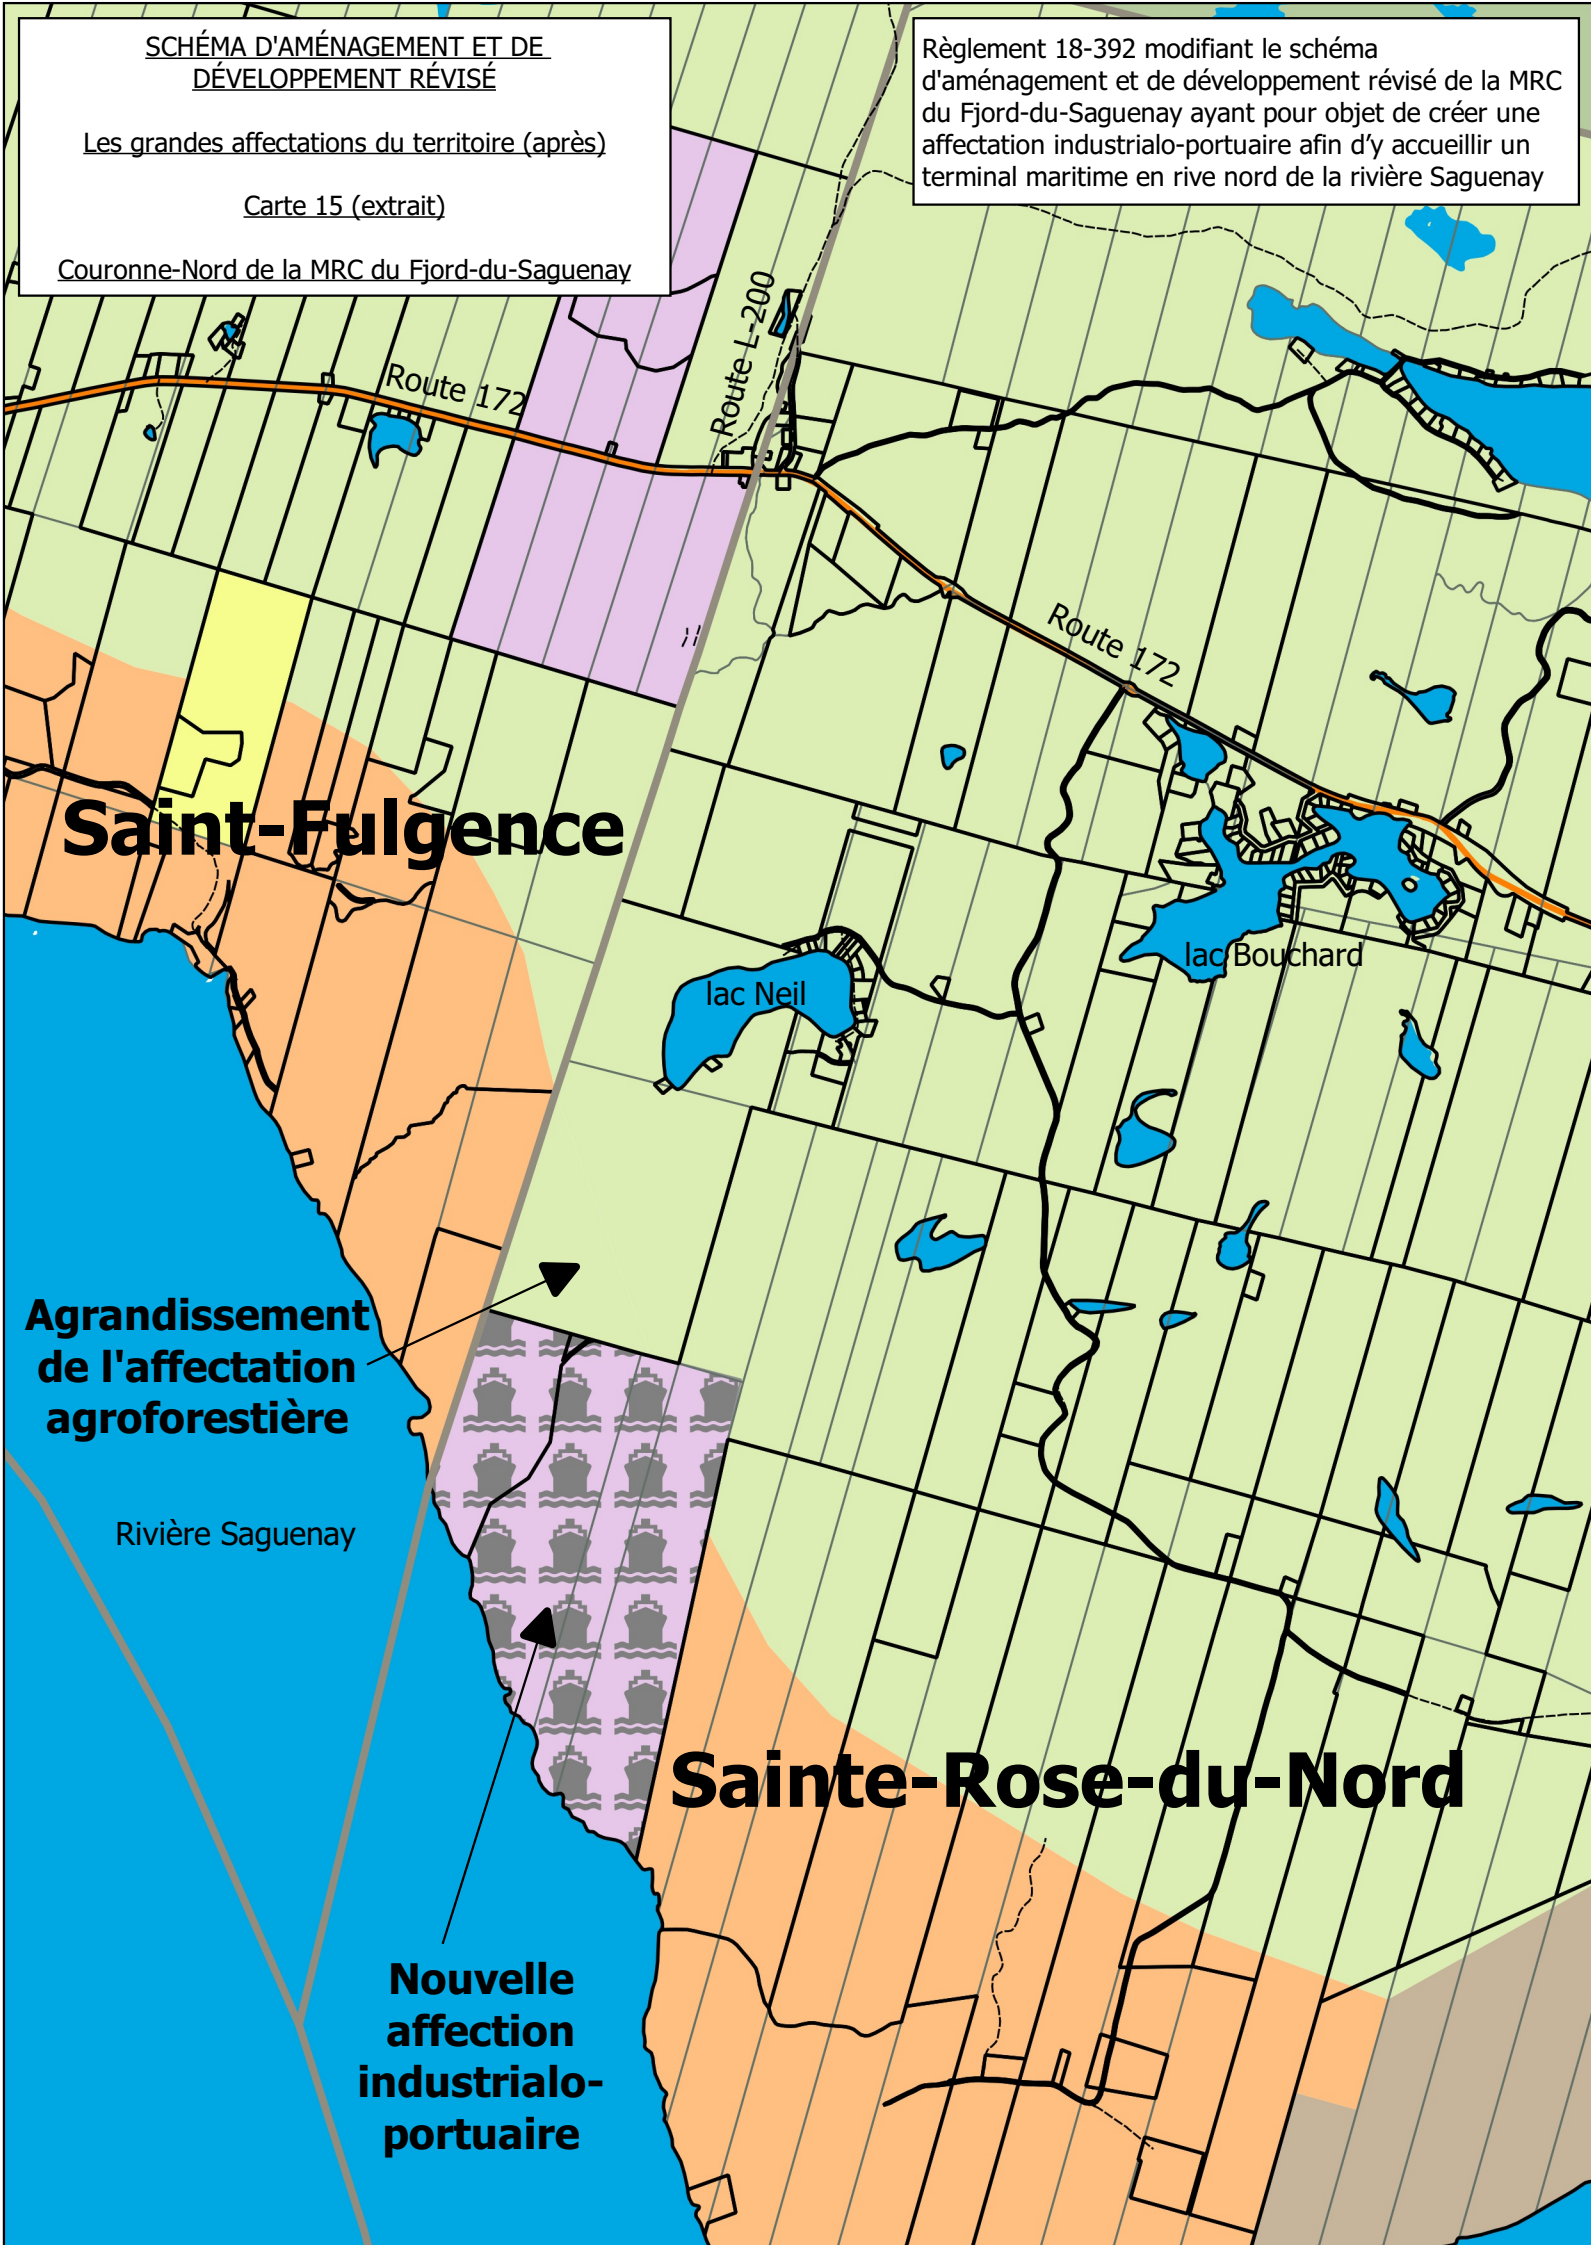 SCHÉMA D'AMÉNAGEMENT ET DE
DÉVELOPPEMENT RÉVISÉ
Les grandes affectations du territoire (après)
Carte 15 (extrait)
Couronne-Nord de la MRC du Fjord-du-Saguenay
Règlement 18-392 modifiant le schéma
d'aménagement et de développement révisé de la MRC
du Fjord-du-Saguenay ayant pour objet de créer une
affectation industrialo-portuaire afin d’y accueillir un
terminal maritime en rive nord de la rivière Saguenay
Route L-200
Route 172
Route 172
Saint-Fulgence
lac Bouchard
lac Neil
Agrandissement
de l'affectation
agroforestière
Rivière Saguenay
Sainte-Rose-du-Nord
Nouvelle
affection
industrialo-
portuaire